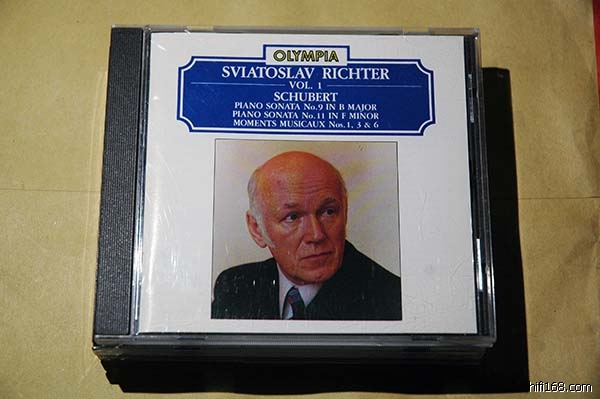 OLYMPIA
SVIATOSLAV RICHTER
VOL. 1
SCHUBERT
PIANO SONATA No.9 IN B MAJOR
PIANO SONATA No.11 IN F MINOR
MOMENTS MUSICAUX Nos. 1, 3 & 6
hifi168.com